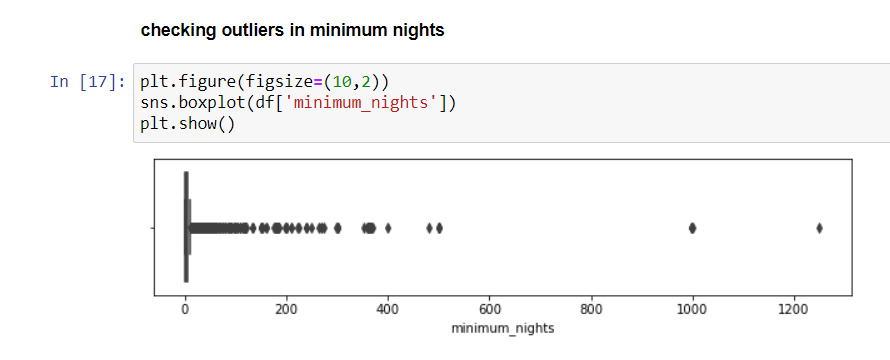 checking outliers in minimum nights
In [17]: plt.figure(figsize=(10,2))
sns.boxplot(df['minimum_nights'])
plt.show()
0 200 400 600 800 1000 1200
minimum_nights